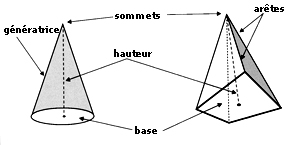 sommets
arêtes
génératrice
hauteur
base